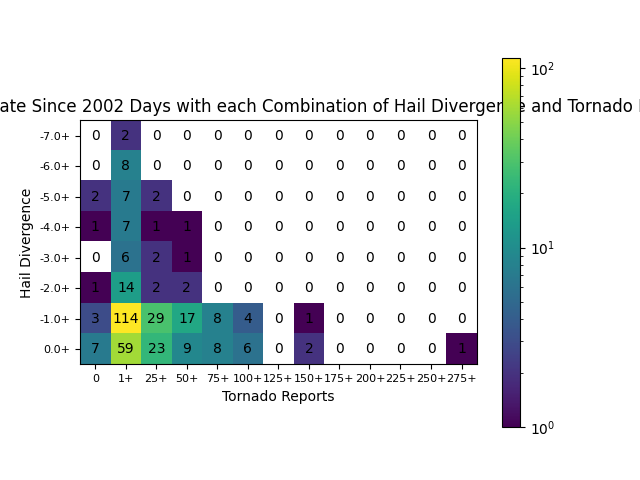 ate Since 2002 Days with each Combination of Hail Divergence and Tornado
-7.0+ 0 2 0 0 0 0 0 0 0 0 0 0 0
-6.0+ 0 8 0 0 0 0 0 0 0 0 0 0 0
-5.0+ 2 7 2 0 0 0 0 0 0 0 0 0 0
-4.0+ 1 7 1 1 0 0 0 0 0 0 0 0 0
-3.0+ 0 6 2 1 0 0 0 0 0 0 0 0 0
-2.0+ 1 14 2 2 0 0 0 0 0 0 0 0 0
-1.0+ 3 114 29 17 8 4 0 1 0 0 0 0 0
0.0+ 7 59 23 9 8 6 0 2 0 0 0 0 1
0 1+ 25+ 50+ 75+ 100+ 125+ 150+ 175+ 200+ 225+ 250+ 275+
Tornado Reports
Hail Divergence
10²
10¹
10⁰